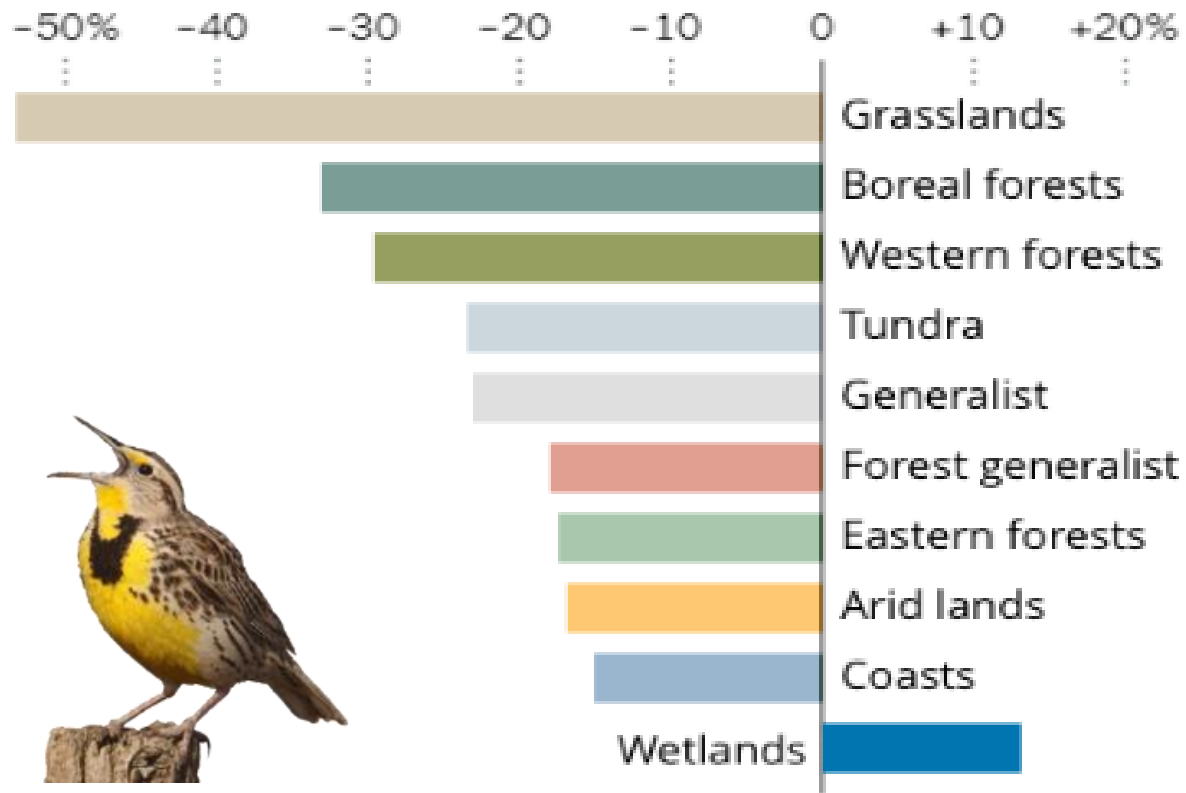 –50% –40 –30 –20 –10 0 +10 +20%
Grasslands
Boreal forests
Western forests
Tundra
Generalist
Forest generalist
Eastern forests
Arid lands
Coasts
Wetlands